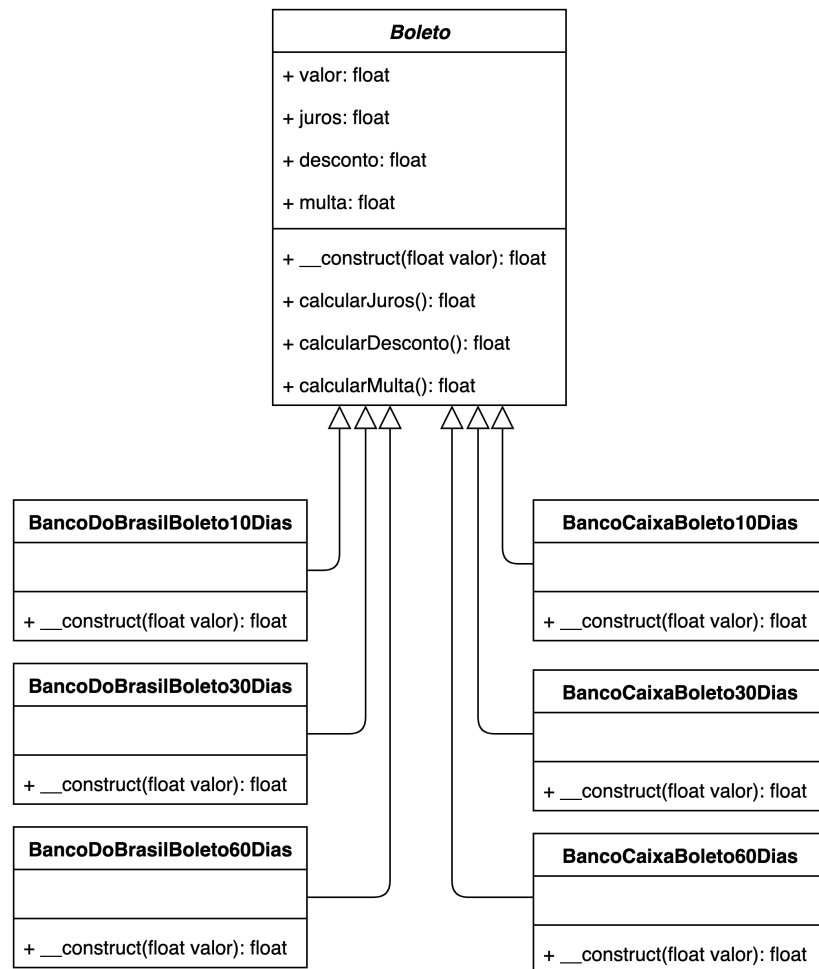 Boleto
+ valor: float
+ juros: float
+ desconto: float
+ multa: float
+ __construct(float valor): float
+ calcularJuros(): float
+ calcularDesconto(): float
+ calcularMulta(): float
BancoDoBrasilBoleto10Dias
+ __construct(float valor): float
BancoDoBrasilBoleto30Dias
+ __construct(float valor): float
BancoDoBrasilBoleto60Dias
+ __construct(float valor): float
BancoCaixaBoleto10Dias
+ __construct(float valor): float
BancoCaixaBoleto30Dias
+ __construct(float valor): float
BancoCaixaBoleto60Dias
+ __construct(float valor): float